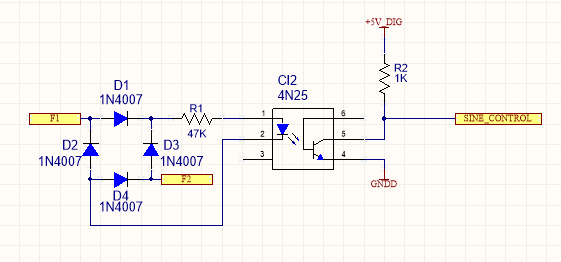 +5V_DIG
R2
1K
CI2
4N25
D1
1N4007
R1
47K
F1
1
6
SINE_CONTROL
2
5
D2
1N4007
D3
1N4007
3
4
F2
GNDD
D4
1N4007